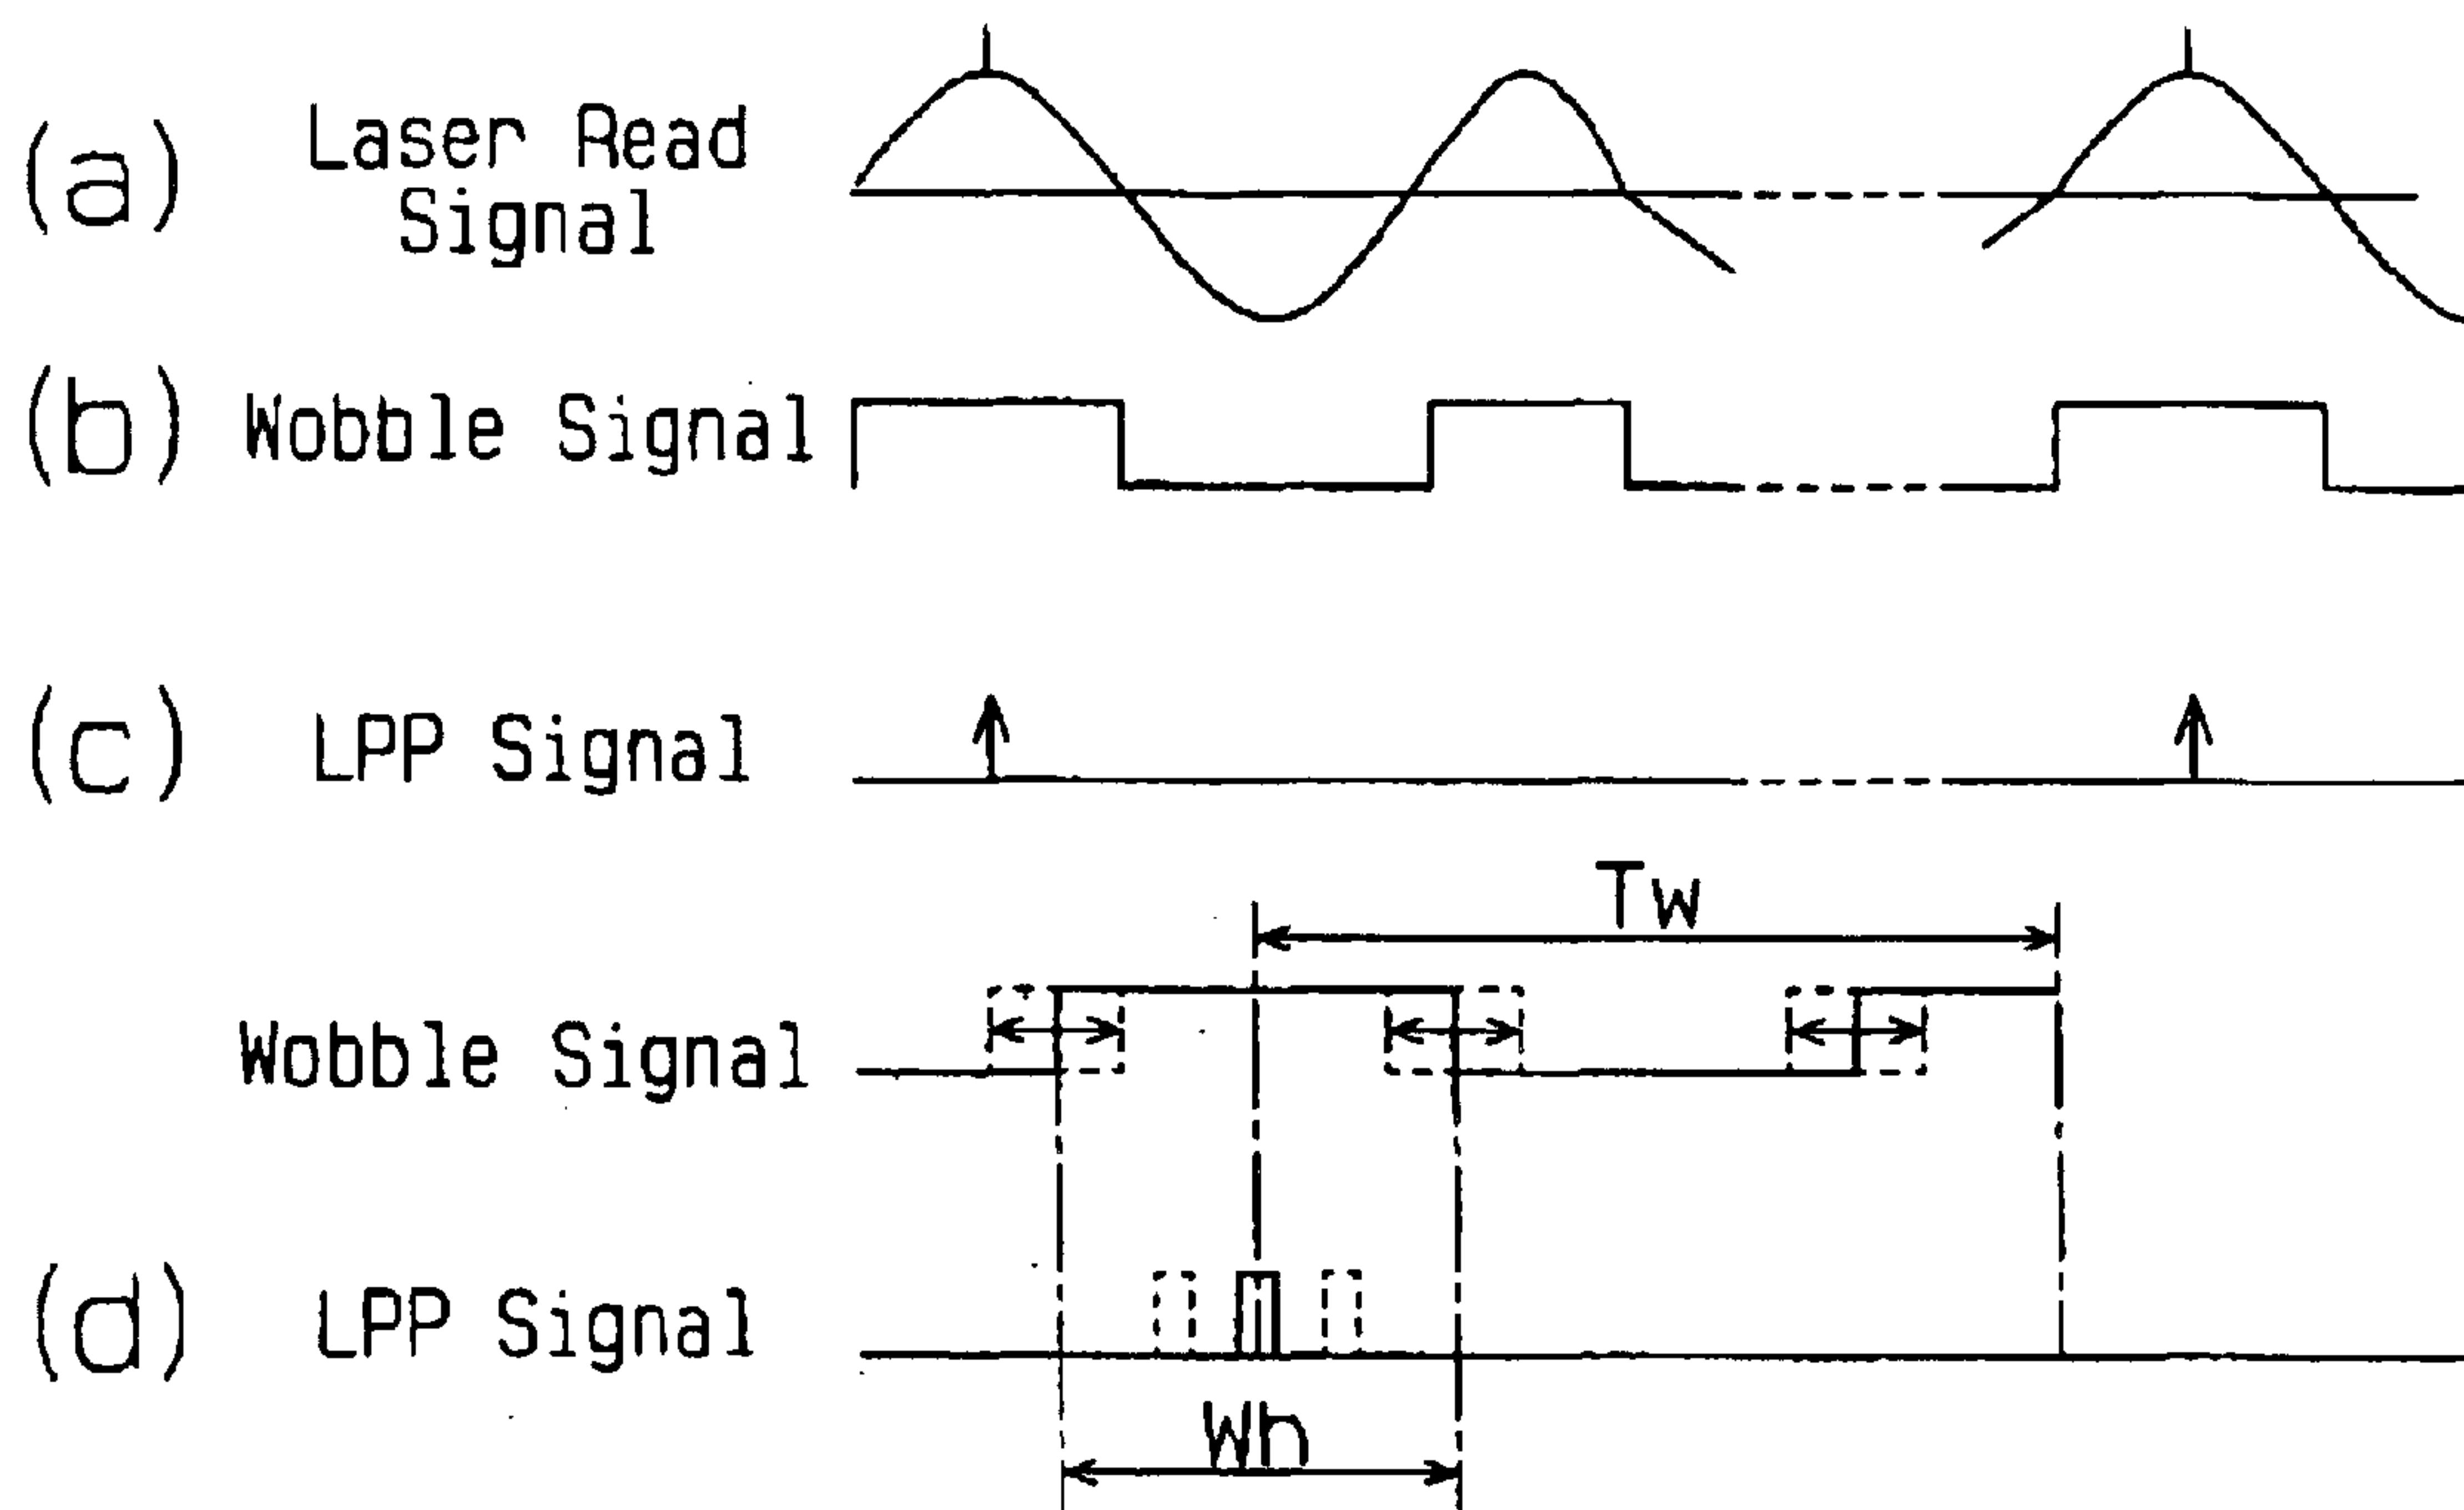 (a) Laser Read
Signal
(b) Wobble Signal
(c) LPP Signal
Tw
Wobble Signal
(d) LPP Signal
Wh